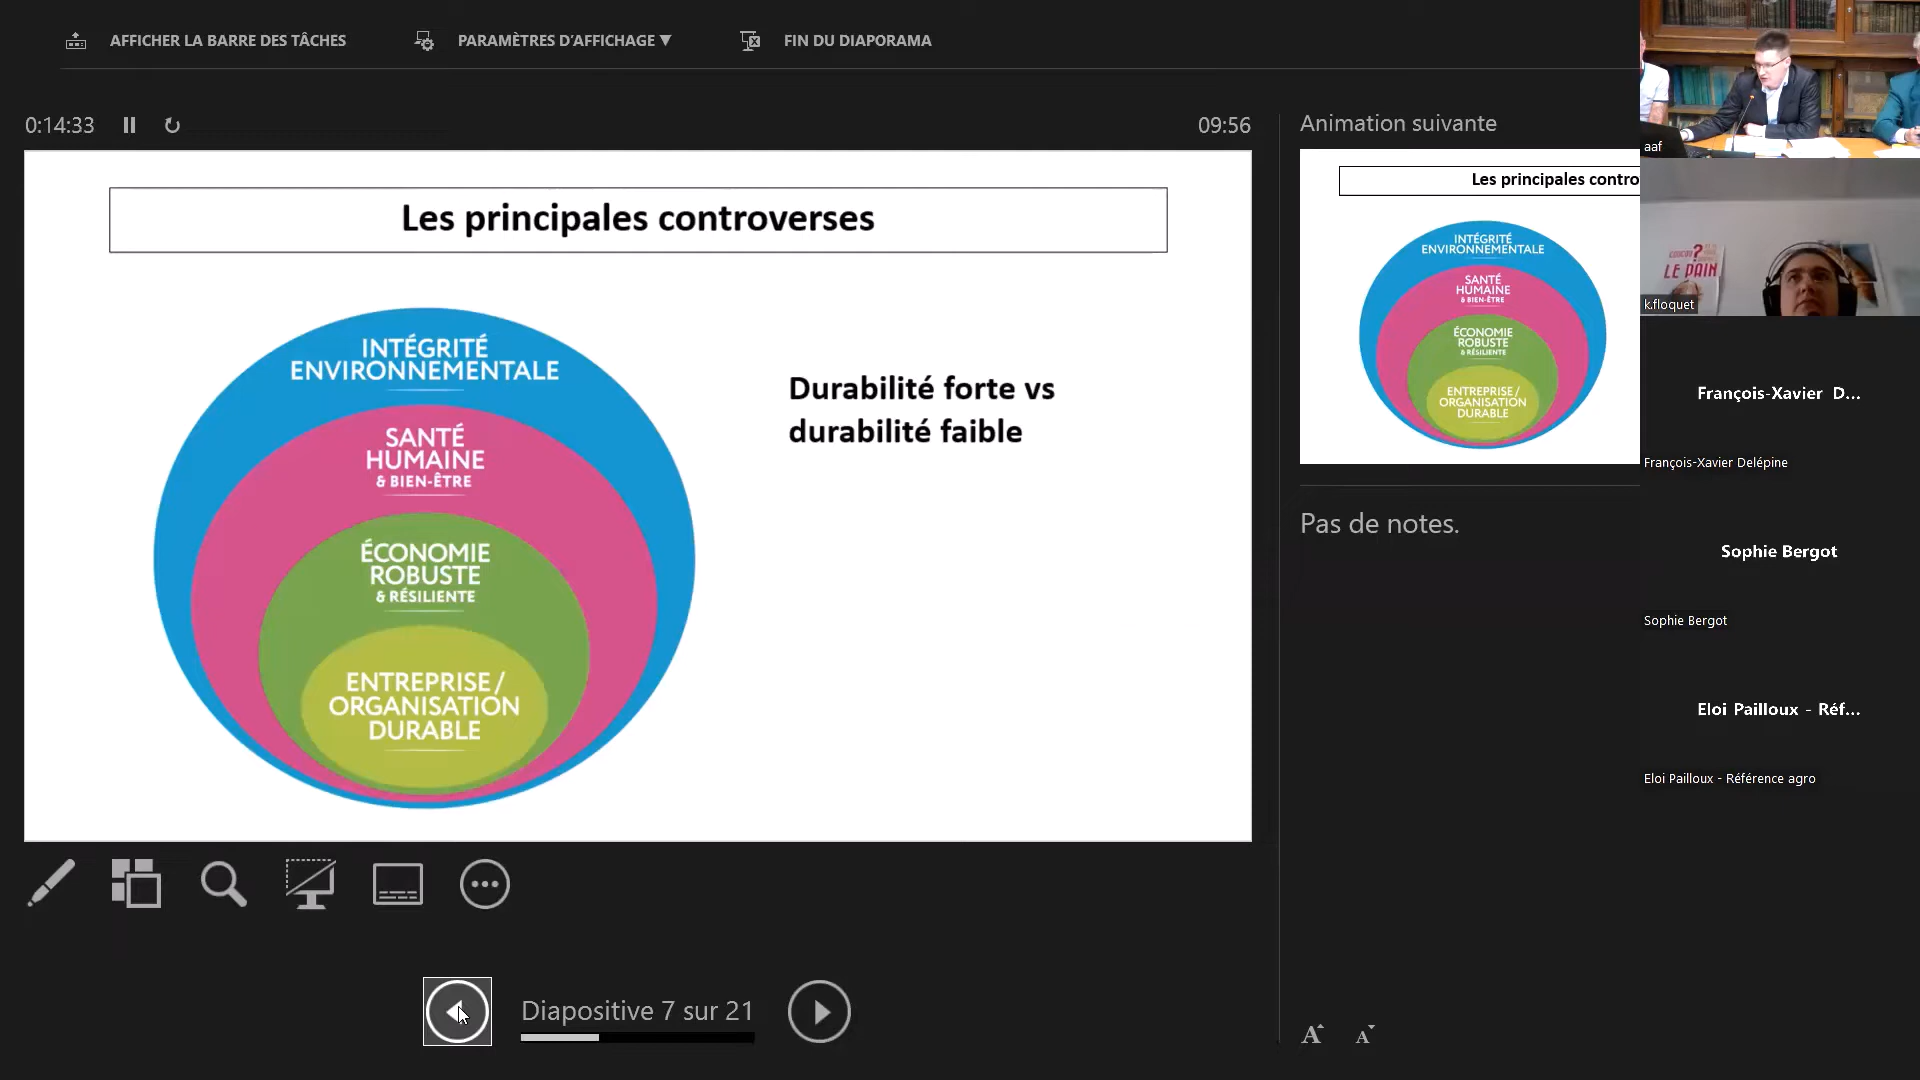 AFFICHER LA BARRE DES TÂCHES
PARAMÈTRES D'AFFICHAGE ▼
FIN DU DIAPORAMA
0:14:33
09:56
Les principales controverses
INTÉGRITÉ
ENVIRONNEMENTALE
SANTÉ
HUMAINE
& BIEN-ÊTRE
ÉCONOMIE
ROBUSTE
& RÉSILIENTE
ENTREPRISE/
ORGANISATION
DURABLE
Durabilité forte vs
durabilité faible
Diapositive 7 sur 21
Animation suivante
Les principales contro
INTÉGRITÉ
ENVIRONNEMENTALE
SANTÉ
HUMAINE
& BIEN-ÊTRE
ÉCONOMIE
ROBUSTE
& RÉSILIENTE
ENTREPRISE/
ORGANISATION
DURABLE
Pas de notes.
A A
aaf
LE PAIN
k.floquet
François-Xavier D...
François-Xavier Delépine
Sophie Bergot
Sophie Bergot
Eloi Pailloux - Réf...
Eloi Pailloux - Référence agro